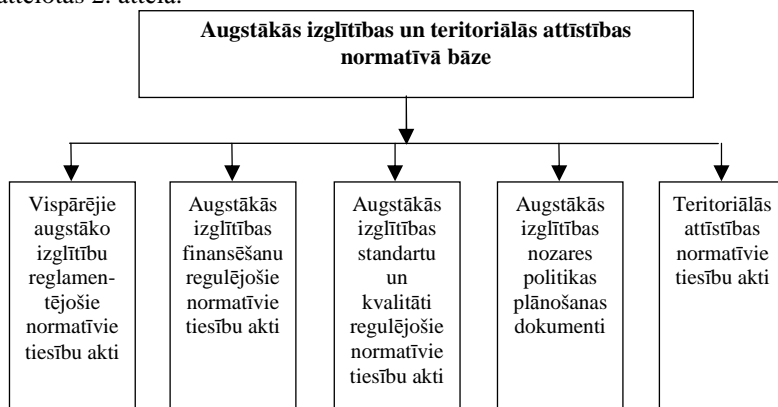 attēlotas 2. attēlā.
Augstākās izglītības un teritoriālās attīstības
normatīvā bāze
Vispārējie
augstāko
izglītību
reglamen-
tējošie
normatīvie
tiesību akti
Augstākās
izglītības
finansēšanu
regulējošie
normatīvie
tiesību akti
Augstākās
izglītības
standartu
un
kvalitāti
regulējošie
normatīvie
tiesību akti
Augstākās
izglītības
nozares
politikas
plānošanas
dokumenti
Teritoriālās
attīstības
normatīvie
tiesību akti